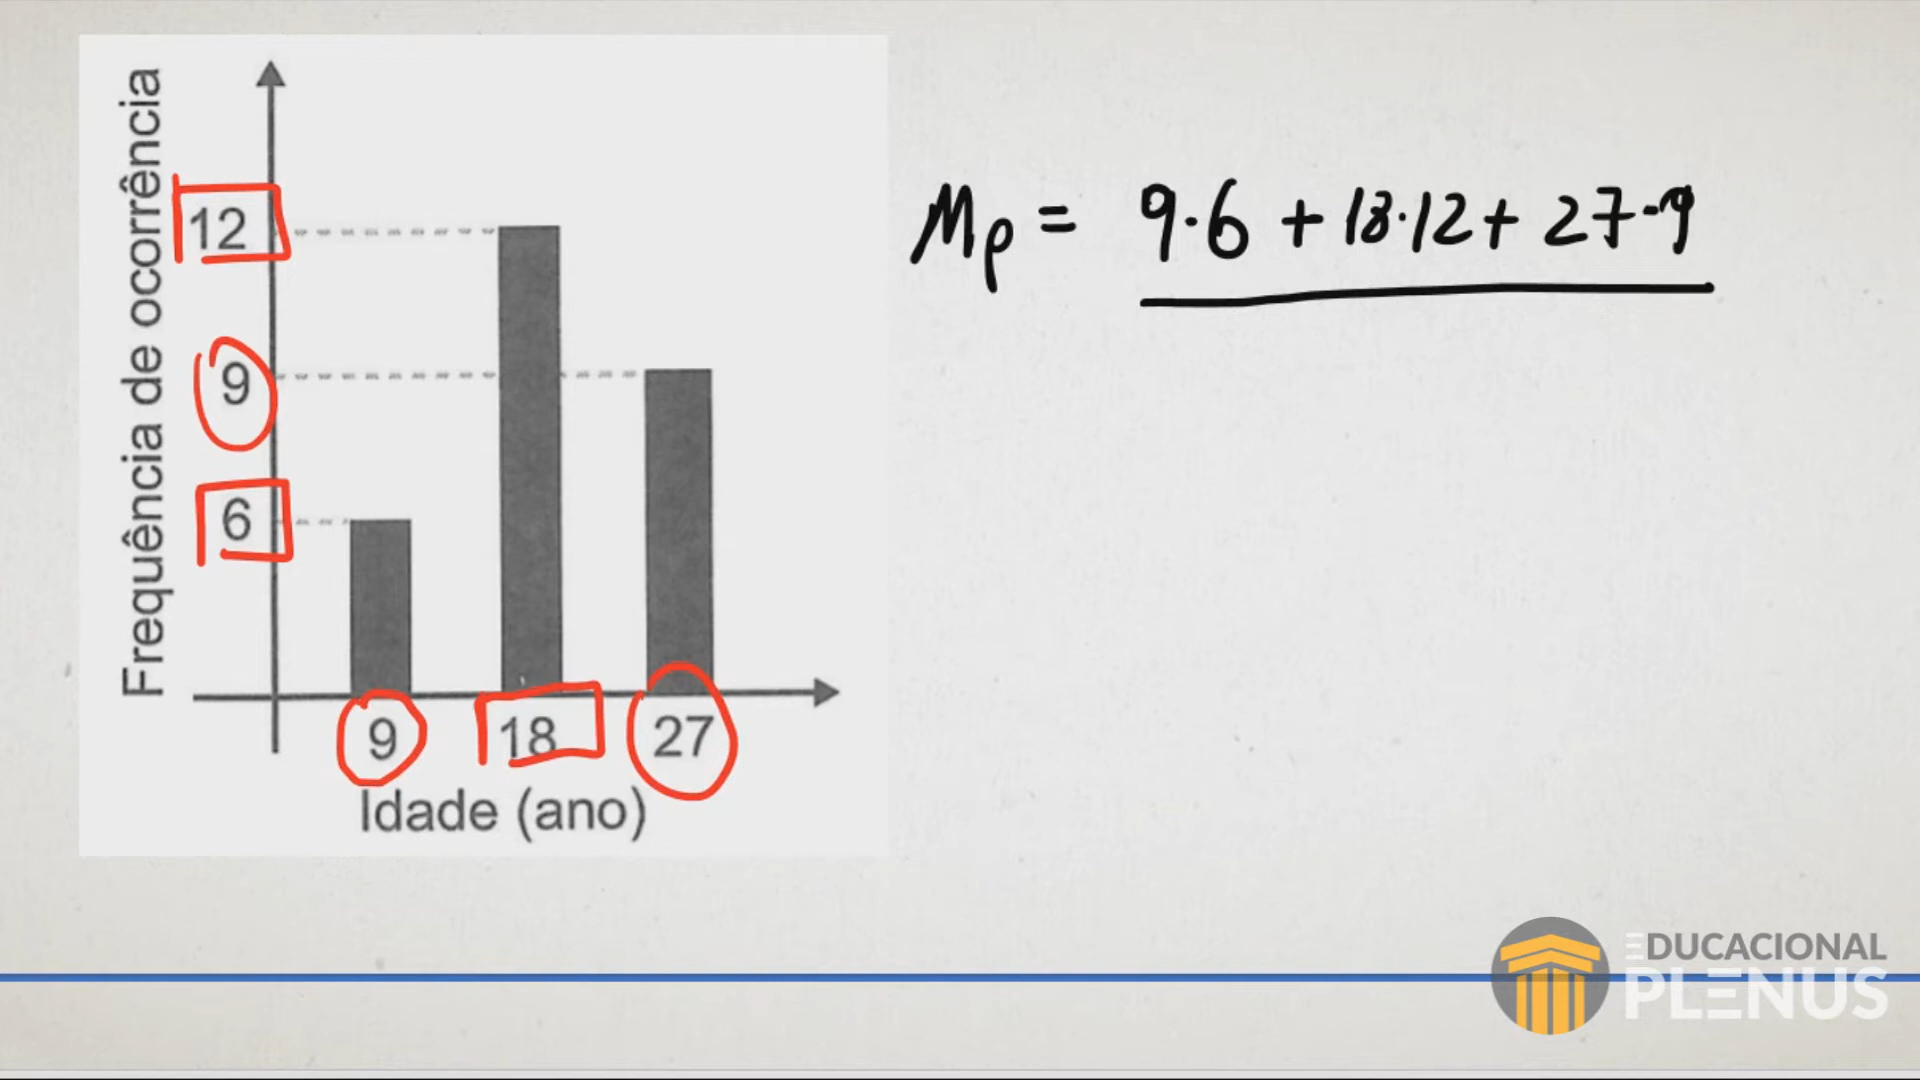 Frequência de ocorrência
12
9
6
9 18 27
Idade (ano)
Mp = 9·6 + 18·12 + 27·9
EDUCACIONAL
PLENUS